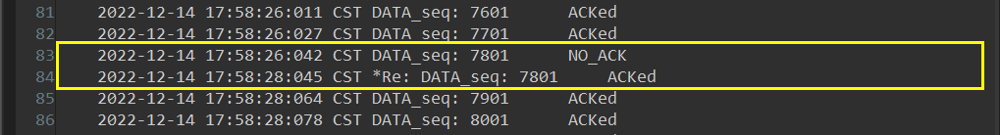 81 2022-12-14 17:58:26:011 CST DATA_seq: 7601 ACKed
82 2022-12-14 17:58:26:027 CST DATA_seq: 7701 ACKed
83 2022-12-14 17:58:26:042 CST DATA_seq: 7801 NO_ACK
84 2022-12-14 17:58:28:045 CST *Re: DATA_seq: 7801 ACKed
85 2022-12-14 17:58:28:064 CST DATA_seq: 7901 ACKed
86 2022-12-14 17:58:28:078 CST DATA_seq: 8001 ACKed